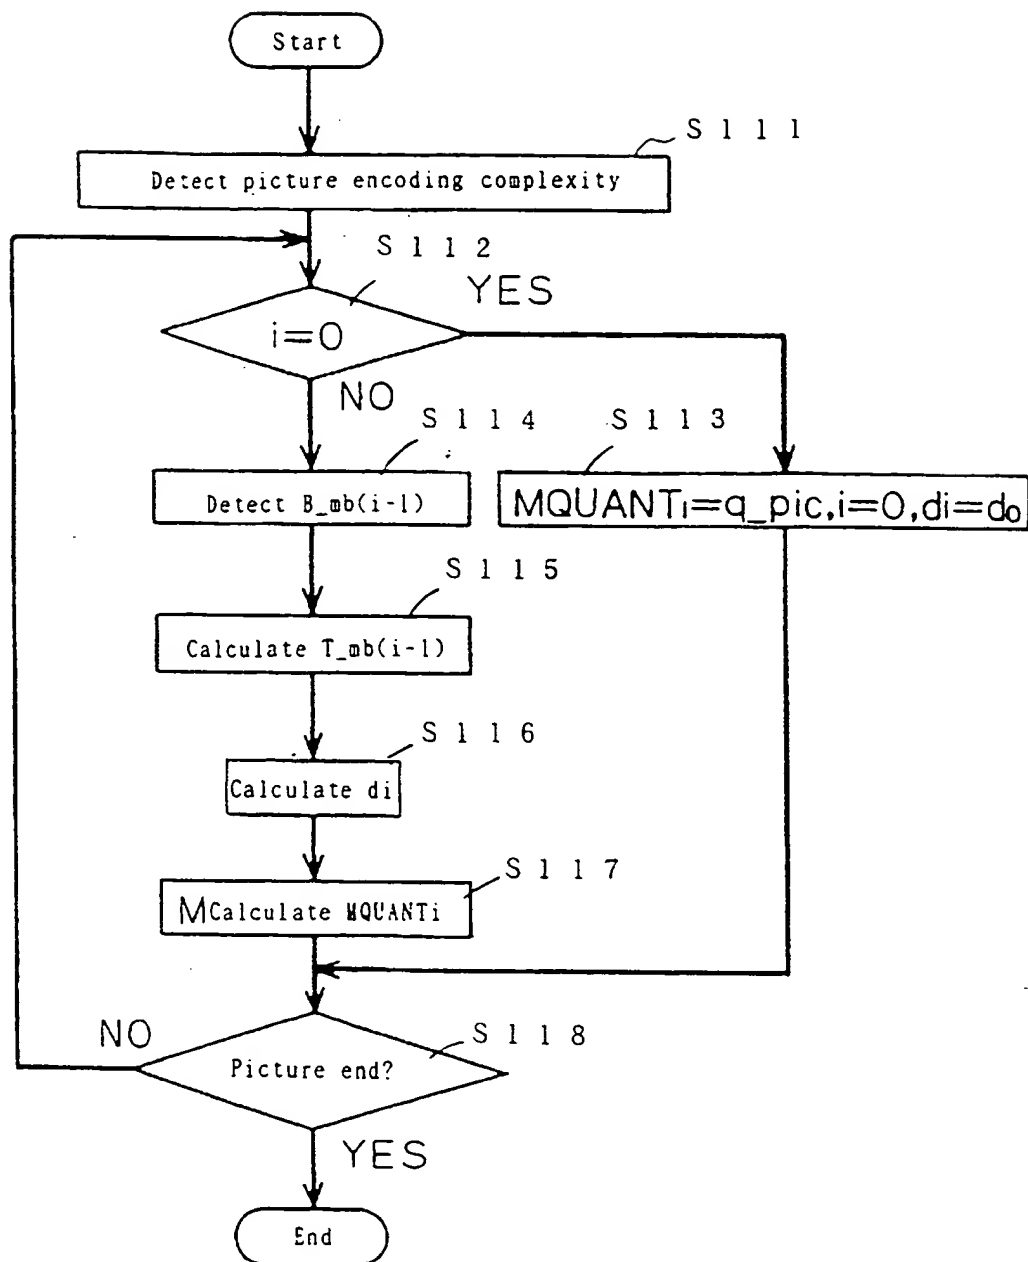 Start
S111
Detect picture encoding complexity
S112
YES
i=0
NO
S114
S113
Detect B_mb(i-1)
MQUANTi=q_pic,i=0,di=do
S115
Calculate T_mb(i-1)
S116
Calculate di
S117
MCalculate MQUANTi
NO
S118
Picture end?
YES
End